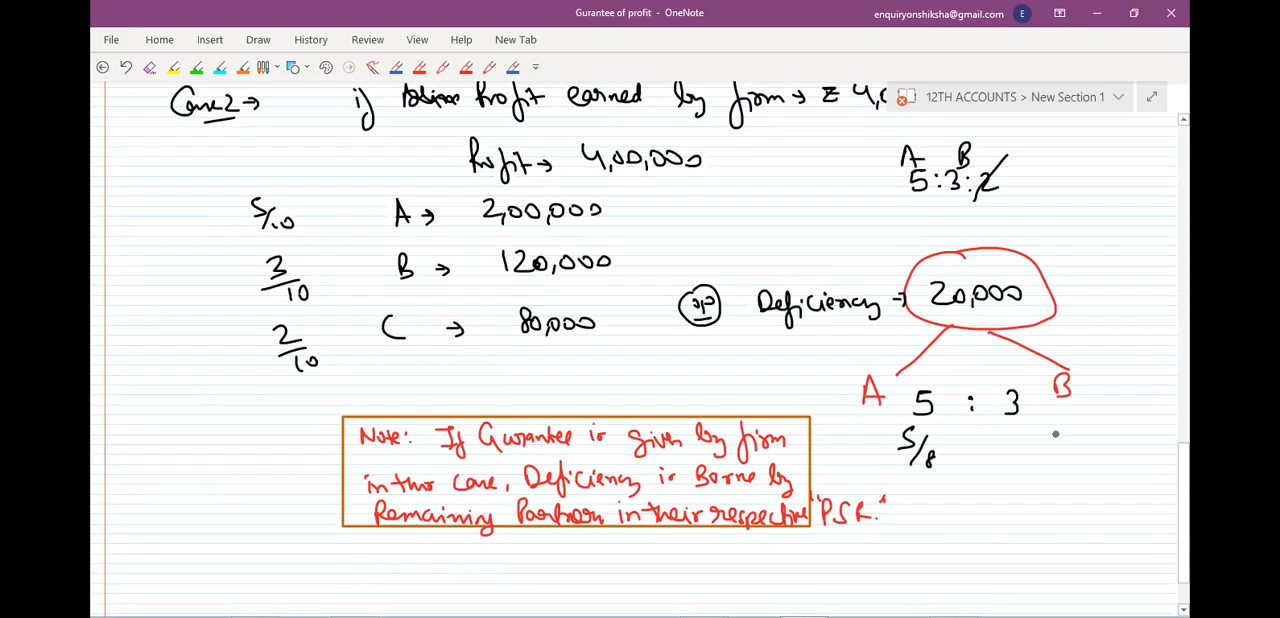 Gurantee of profit - OneNote
enquiryonshiksha@gmail.com E
File Home Insert Draw History Review View Help New Tab
12TH ACCOUNTS > New Section 1
Case 2 → i) Profit earned by firm → ₹ 4,0
Profit → 4,00,000
A B
5 : 3 : 2
5/10 A → 2,00,000
3/10 B → 120,000
Deficiency → 20,000
2/10 C → 80,000
A 5 : 3 B
5/8
Note:- If Gurantee is given by firm
in this case, Deficiency is Borne by
Remaining Partners in their respective "PSR."